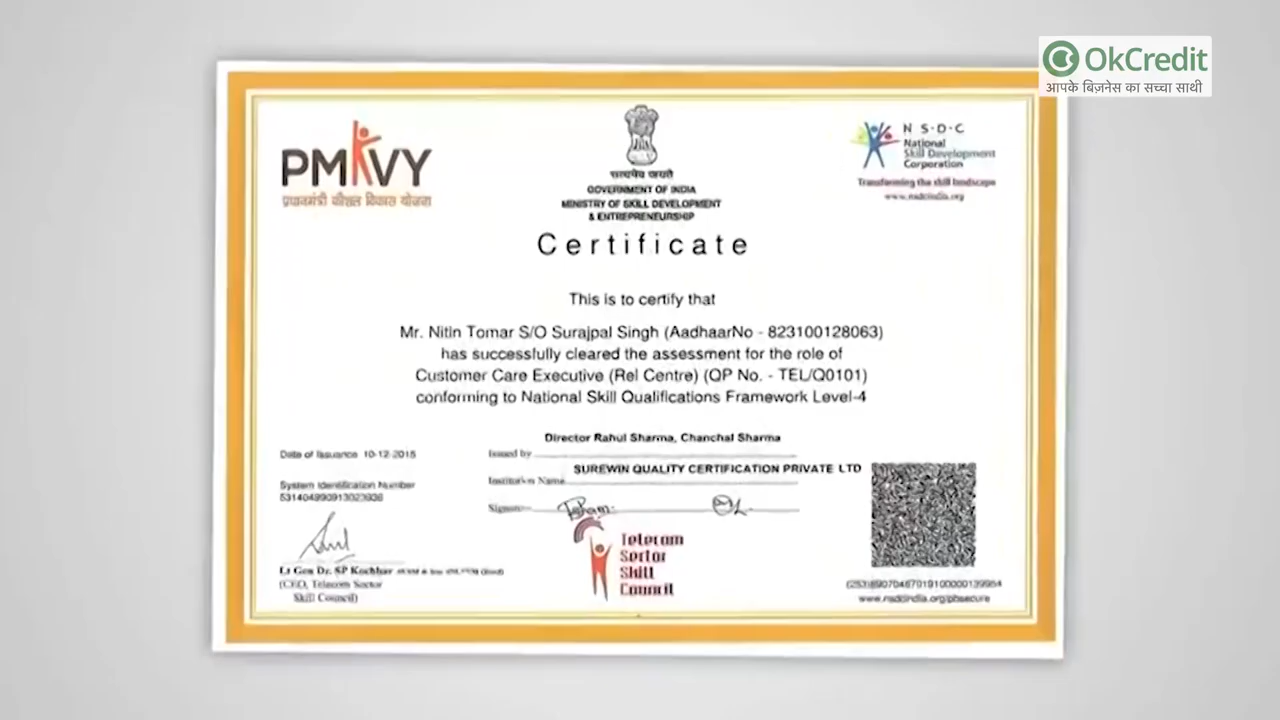 OkCredit
आपके बिज़नेस का सच्चा साथी
PMKVY
प्रधानमंत्री कौशल विकास योजना
सत्यमेव जयते
GOVERNMENT OF INDIA
MINISTRY OF SKILL DEVELOPMENT
& ENTREPRENEURSHIP
N·S·D·C
National
Skill Development
Corporation
Transforming the skill landscape
www.nsdcindia.org
Certificate
This is to certify that
Mr. Nitin Tomar S/O Surajpal Singh (AadhaarNo - 823100128063)
has successfully cleared the assessment for the role of
Customer Care Executive (Rel Centre) (QP No. - TEL/Q0101)
conforming to National Skill Qualifications Framework Level-4
Director Rahul Sharma, Chanchal Sharma
Issued by
SUREWIN QUALITY CERTIFICATION PRIVATE LTD
Institution Name
Signature
Date of Issuance 10-12-2015
System Identification Number
Lt Gen Dr. SP Kochhar
(CEO, Telecom Sector
Skill Council)
Telecom
Sector
Skill
Council
www.nsdcindia.org/pbsecure